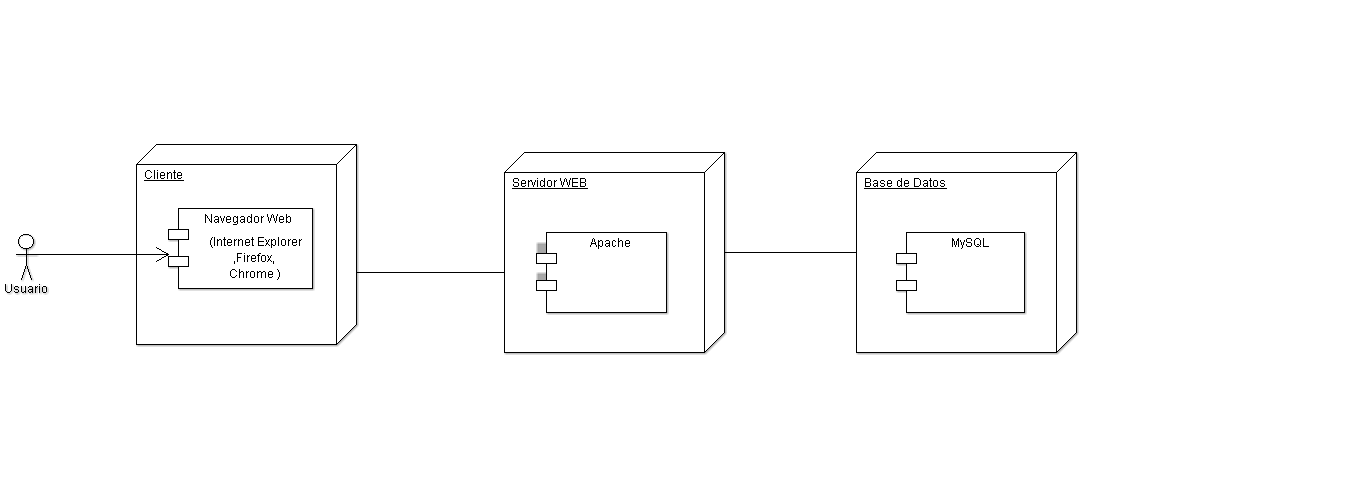 Cliente
Navegador Web
(Internet Explorer
,Firefox,
Chrome )
Usuario
Servidor WEB
Apache
Base de Datos
MySQL